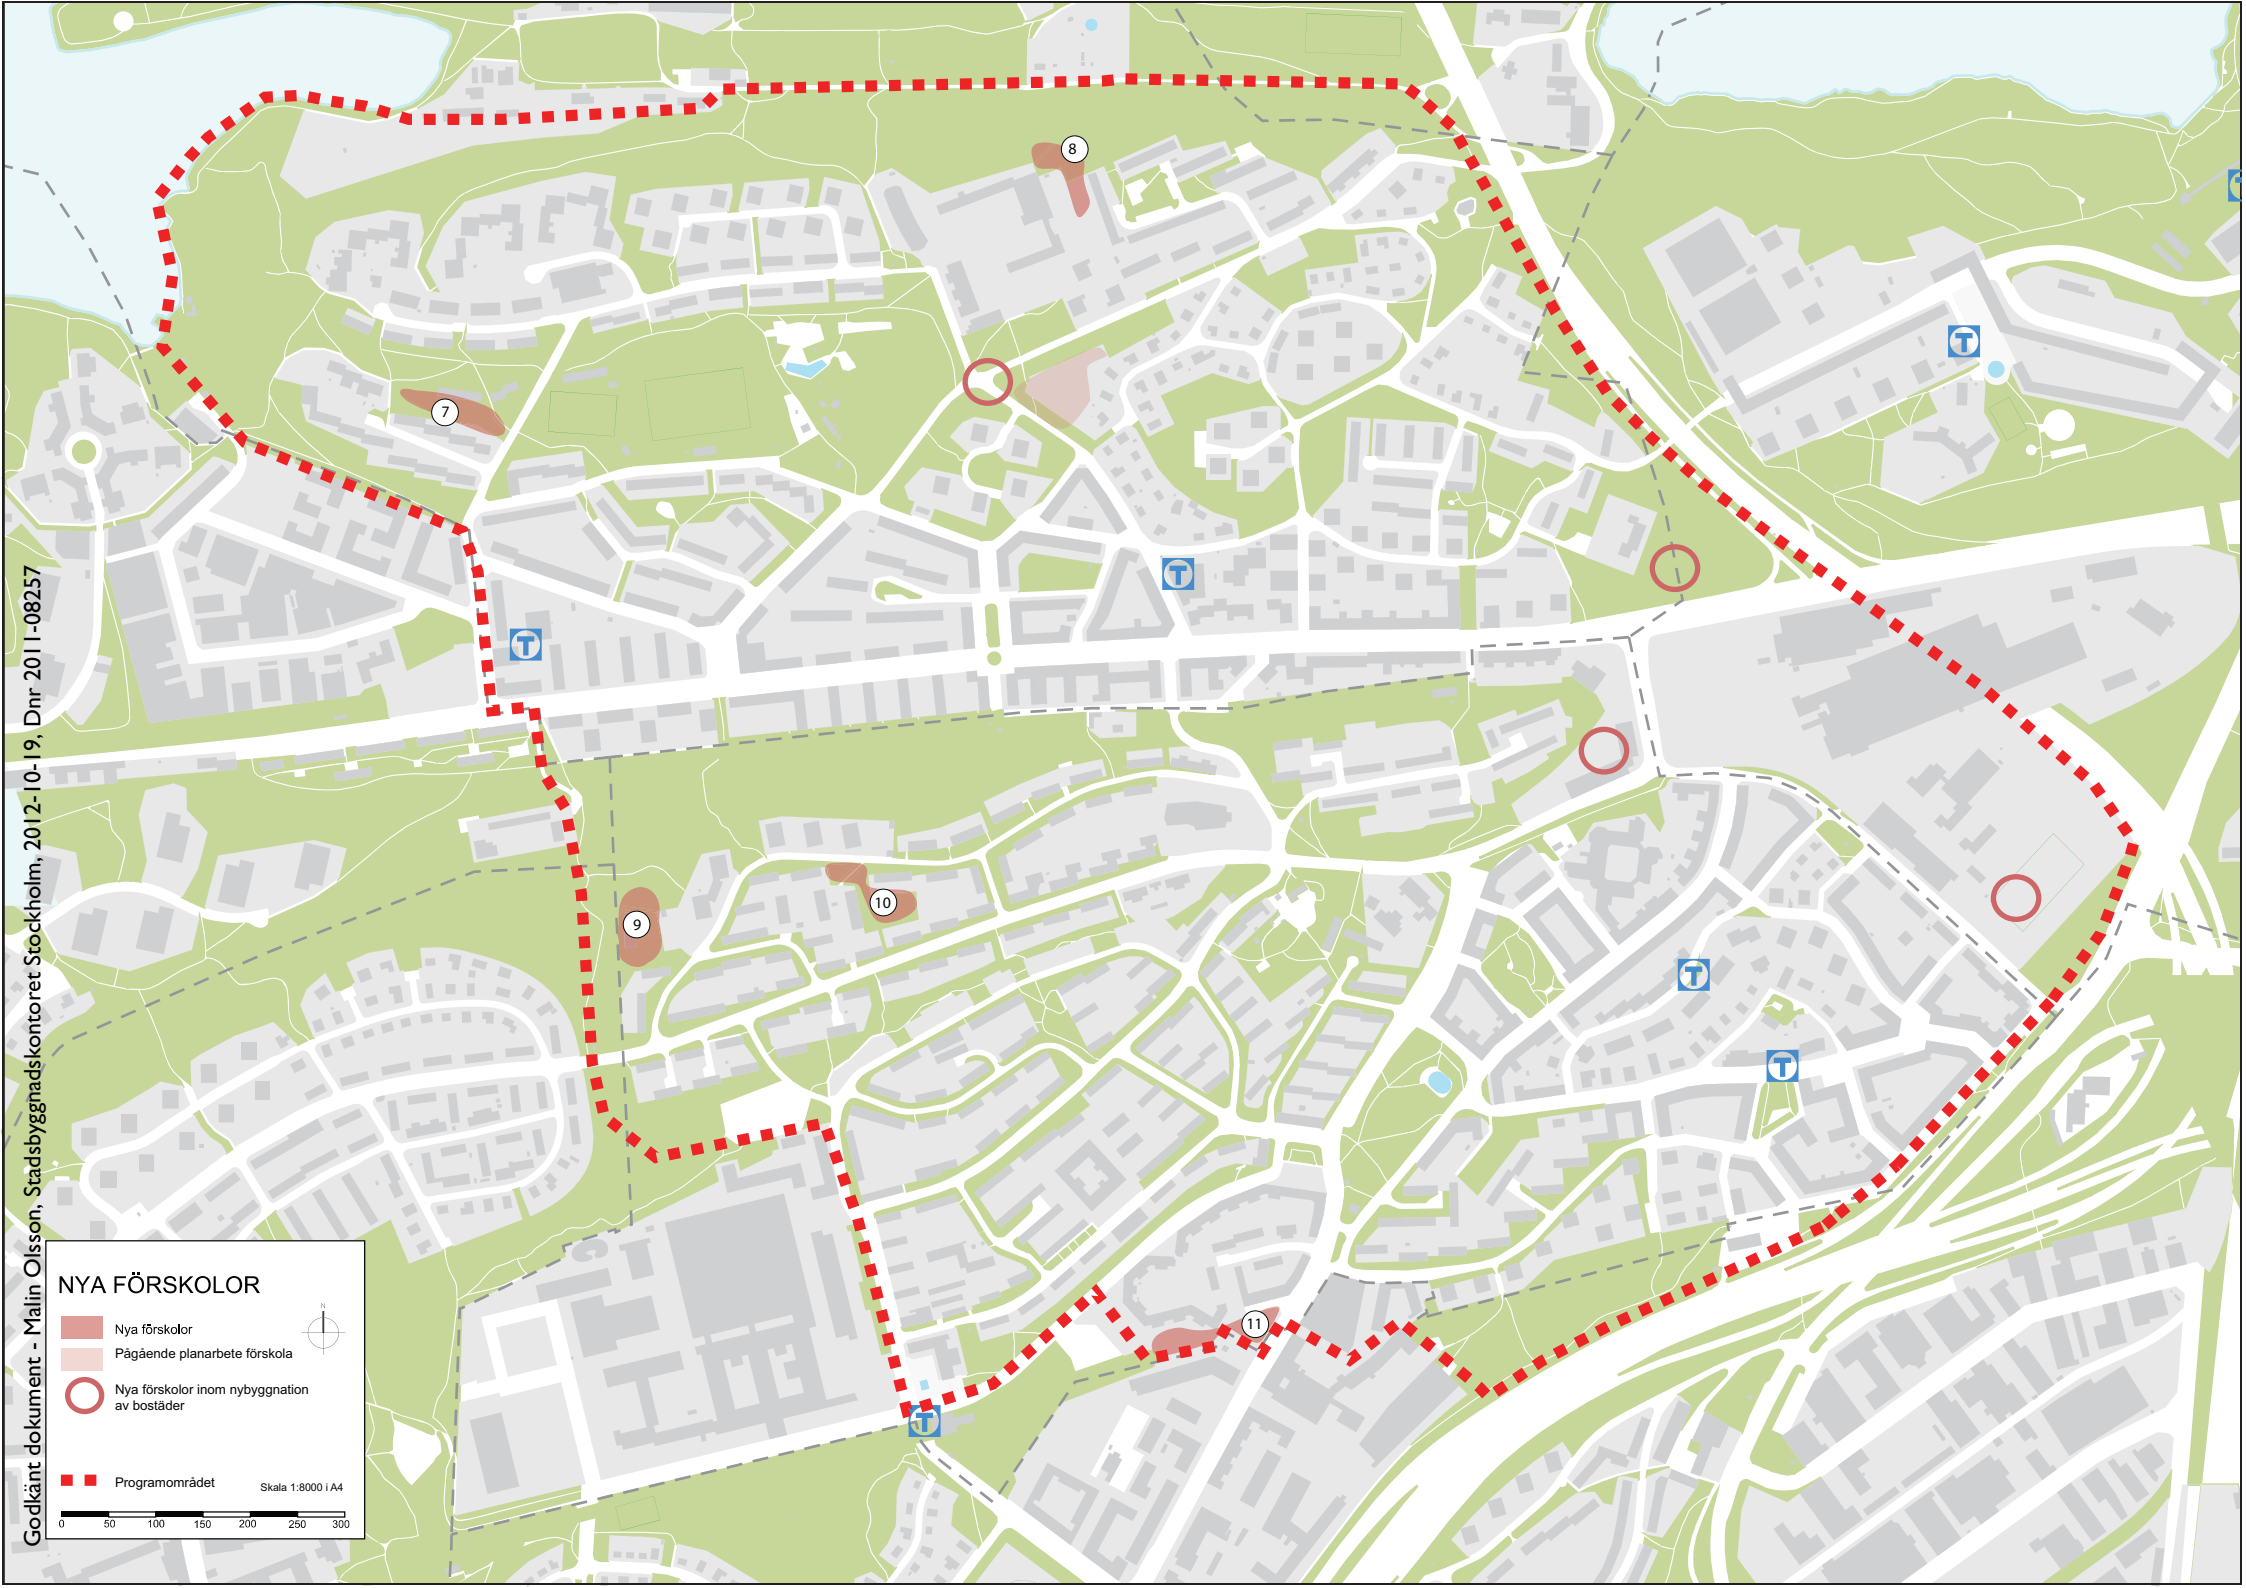 8
7
T
T
T
T
10
9
T
T
11
T
Godkänt dokument - Malin Olsson, Stadsbyggnadskontoret Stockholm, 2012-10-19, Dnr 2011-08257
NYA FÖRSKOLOR
N
Nya förskolor
Pågående planarbete förskola
Nya förskolor inom nybyggnation
av bostäder
Programområdet
Skala 1:8000 i A4
0 50 100 150 200 250 300